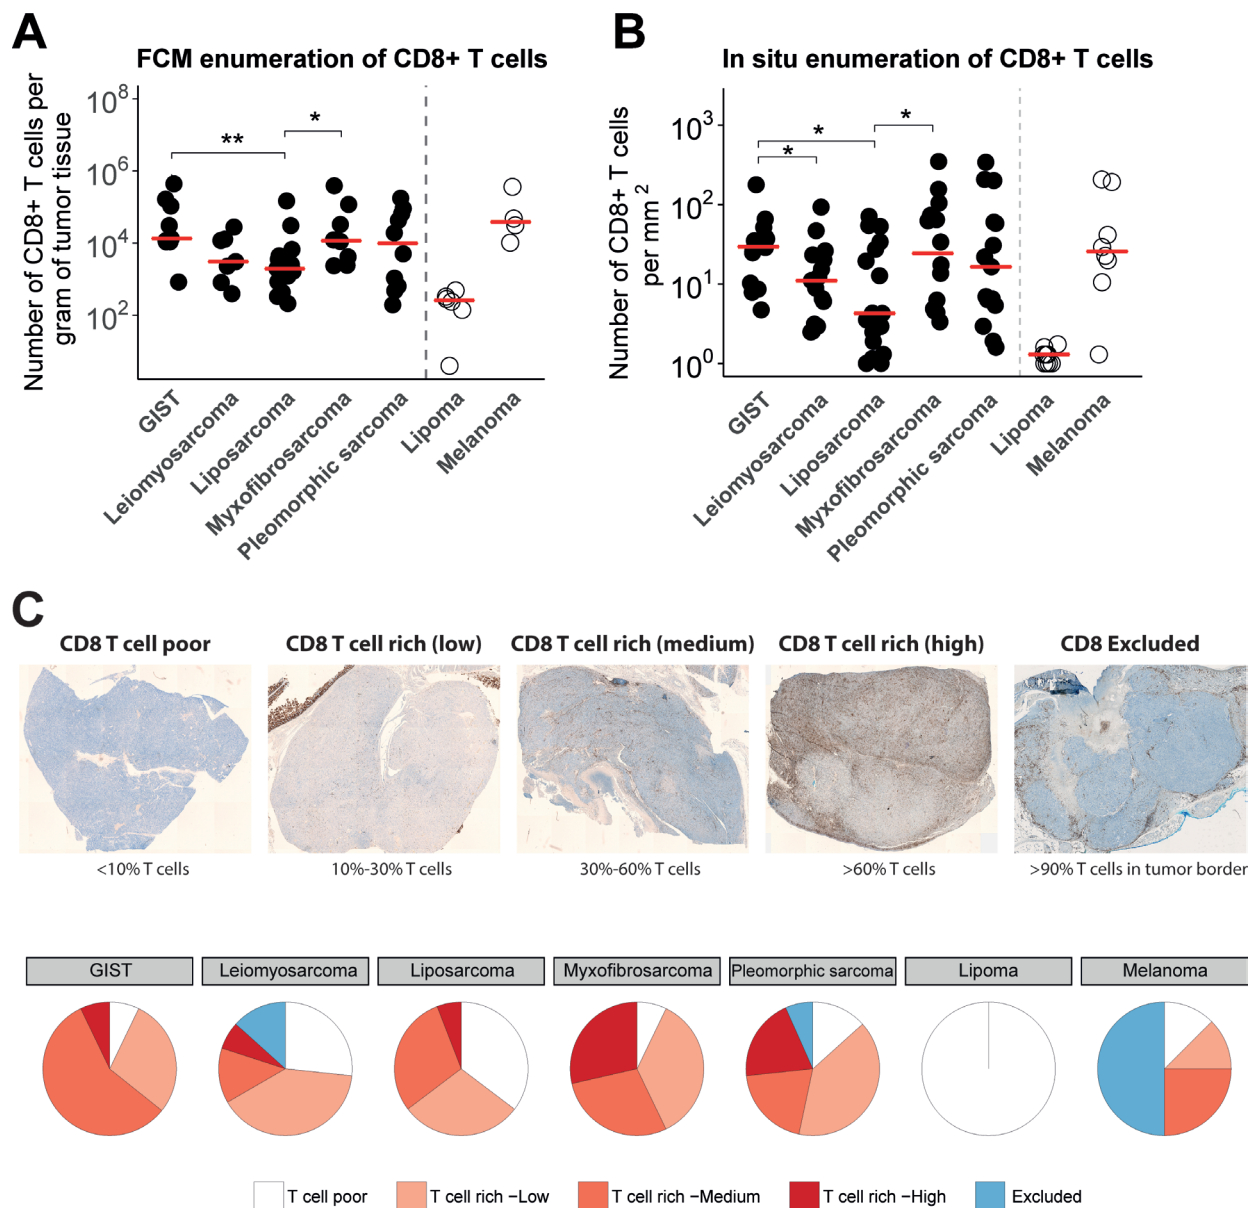 A
FCM enumeration of CD8+ T cells
Number of CD8+ T cells per
gram of tumor tissue
10^8
10^6
10^4
10^2
**
*
GIST
Leiomyosarcoma
Liposarcoma
Myxofibrosarcoma
Pleomorphic sarcoma
Lipoma
Melanoma
B
In situ enumeration of CD8+ T cells
Number of CD8+ T cells
per mm^2
10^3
10^2
10^1
10^0
*
*
*
GIST
Leiomyosarcoma
Liposarcoma
Myxofibrosarcoma
Pleomorphic sarcoma
Lipoma
Melanoma
C
CD8 T cell poor
CD8 T cell rich (low)
CD8 T cell rich (medium)
CD8 T cell rich (high)
CD8 Excluded
<10% T cells
10%-30% T cells
30%-60% T cells
>60% T cells
>90% T cells in tumor border
GIST
Leiomyosarcoma
Liposarcoma
Myxofibrosarcoma
Pleomorphic sarcoma
Lipoma
Melanoma
T cell poor
T cell rich −Low
T cell rich −Medium
T cell rich −High
Excluded